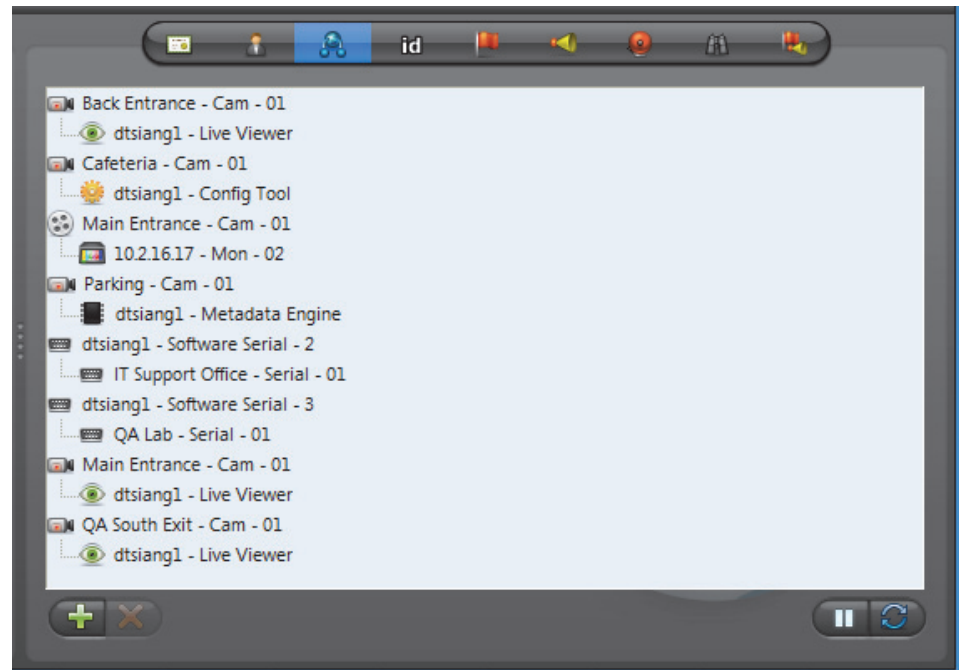 id
Back Entrance - Cam - 01
dtsiang1 - Live Viewer
Cafeteria - Cam - 01
dtsiang1 - Config Tool
Main Entrance - Cam - 01
10.2.16.17 - Mon - 02
Parking - Cam - 01
dtsiang1 - Metadata Engine
dtsiang1 - Software Serial - 2
IT Support Office - Serial - 01
dtsiang1 - Software Serial - 3
QA Lab - Serial - 01
Main Entrance - Cam - 01
dtsiang1 - Live Viewer
QA South Exit - Cam - 01
dtsiang1 - Live Viewer